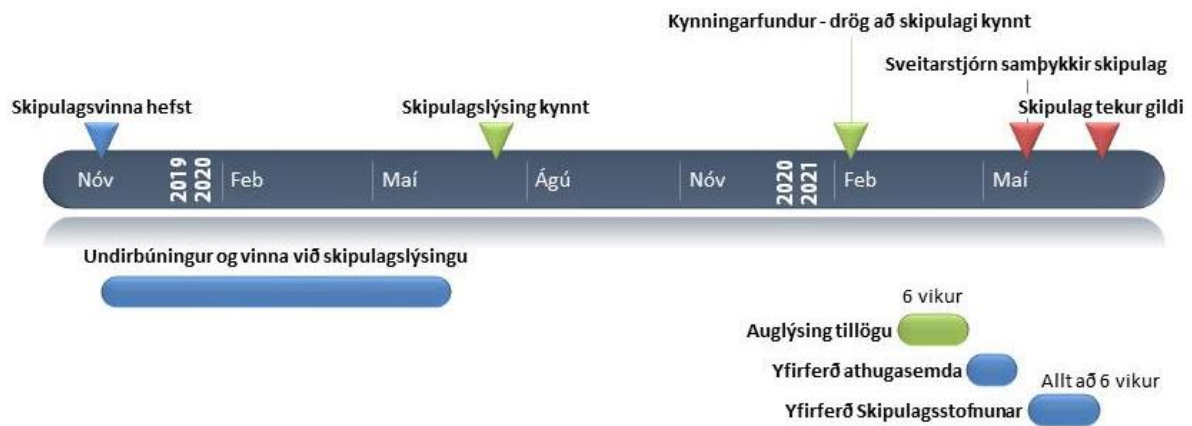 Kynningarfundur - drög að skipulagi kynnt
Sveitarstjórn samþykkir skipulag
Skipulagsvinna hefst
Skipulagslýsing kynnt
Skipulag tekur gildi
Nóv
2019
2020
Feb
Maí
Ágú
Nóv
2020
2021
Feb
Maí
Undirbúningur og vinna við skipulagslýsingu
6 vikur
Auglýsing tillögu
Yfirferð athugasemda
Allt að 6 vikur
Yfirferð Skipulagsstofnunar